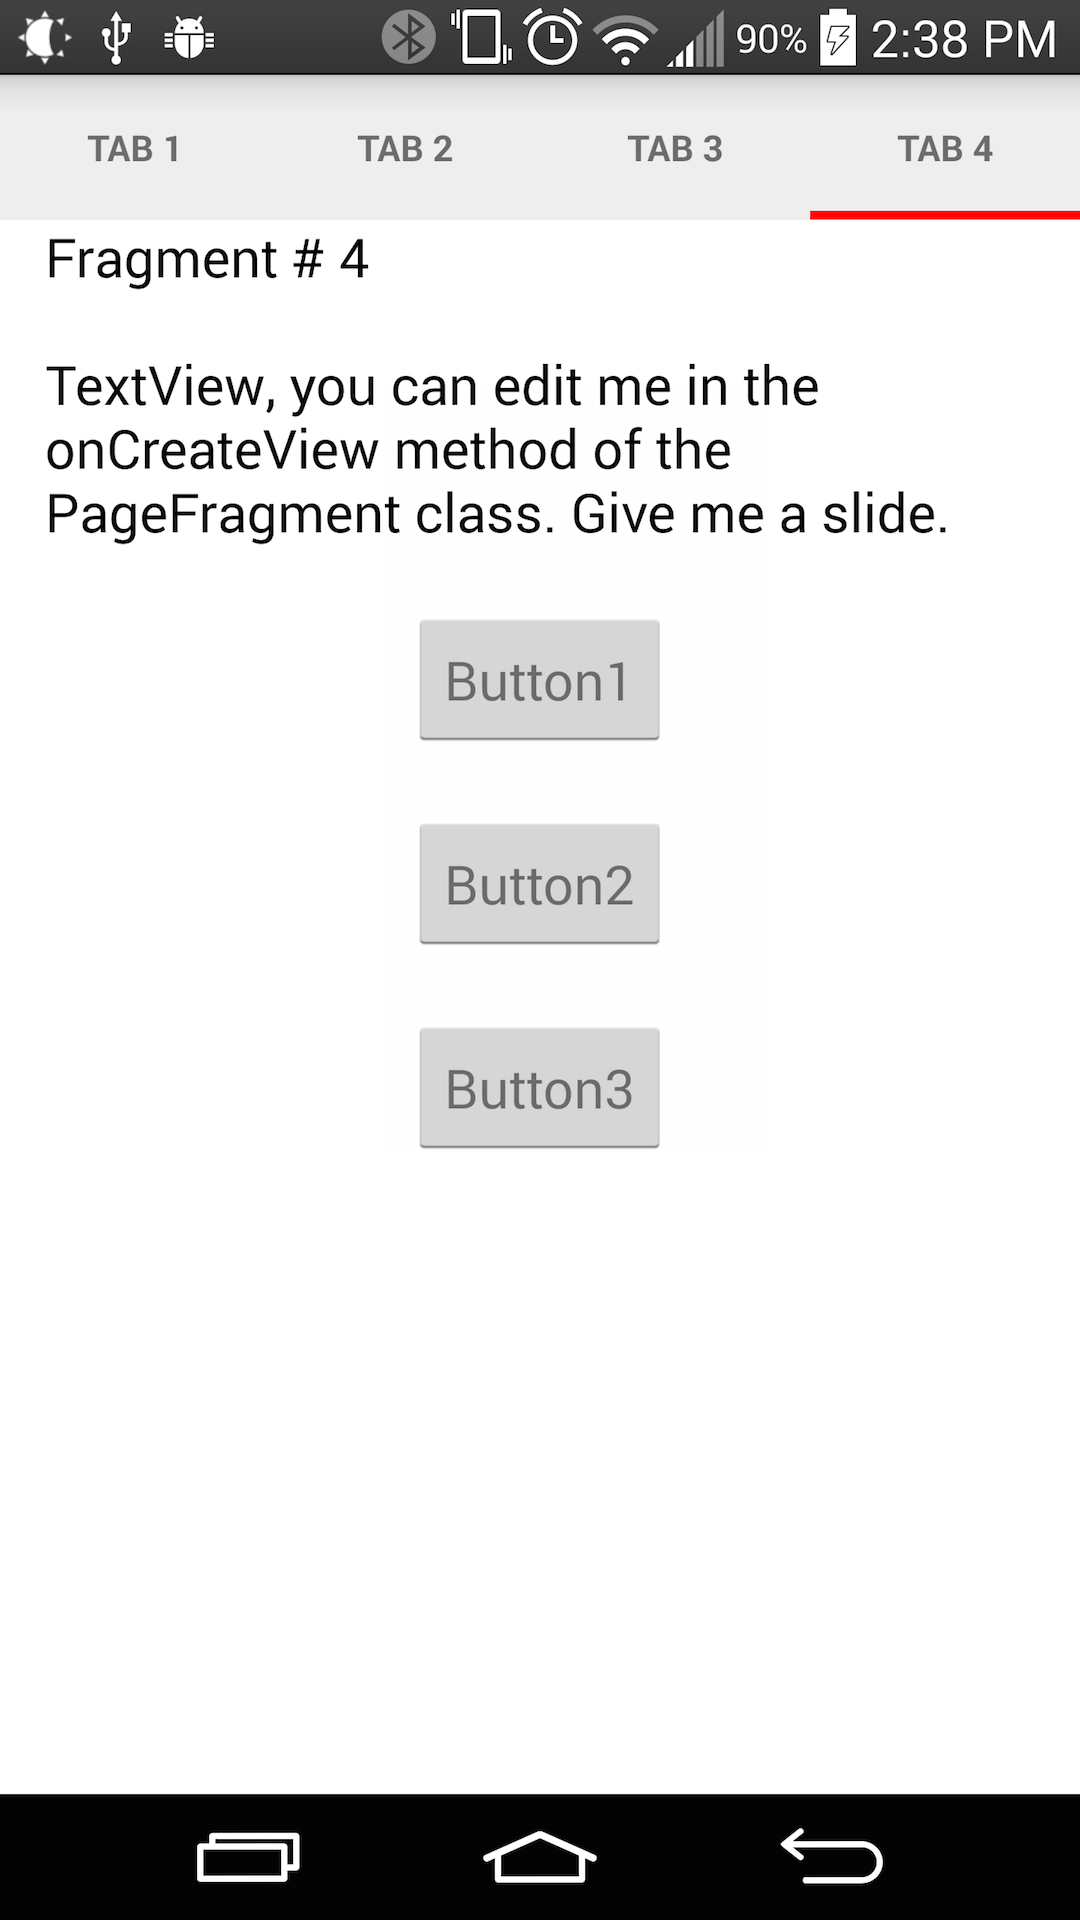 90% 2:38 PM
TAB 1 TAB 2 TAB 3 TAB 4
Fragment # 4
TextView, you can edit me in the
onCreateView method of the
PageFragment class. Give me a slide.
Button1
Button2
Button3